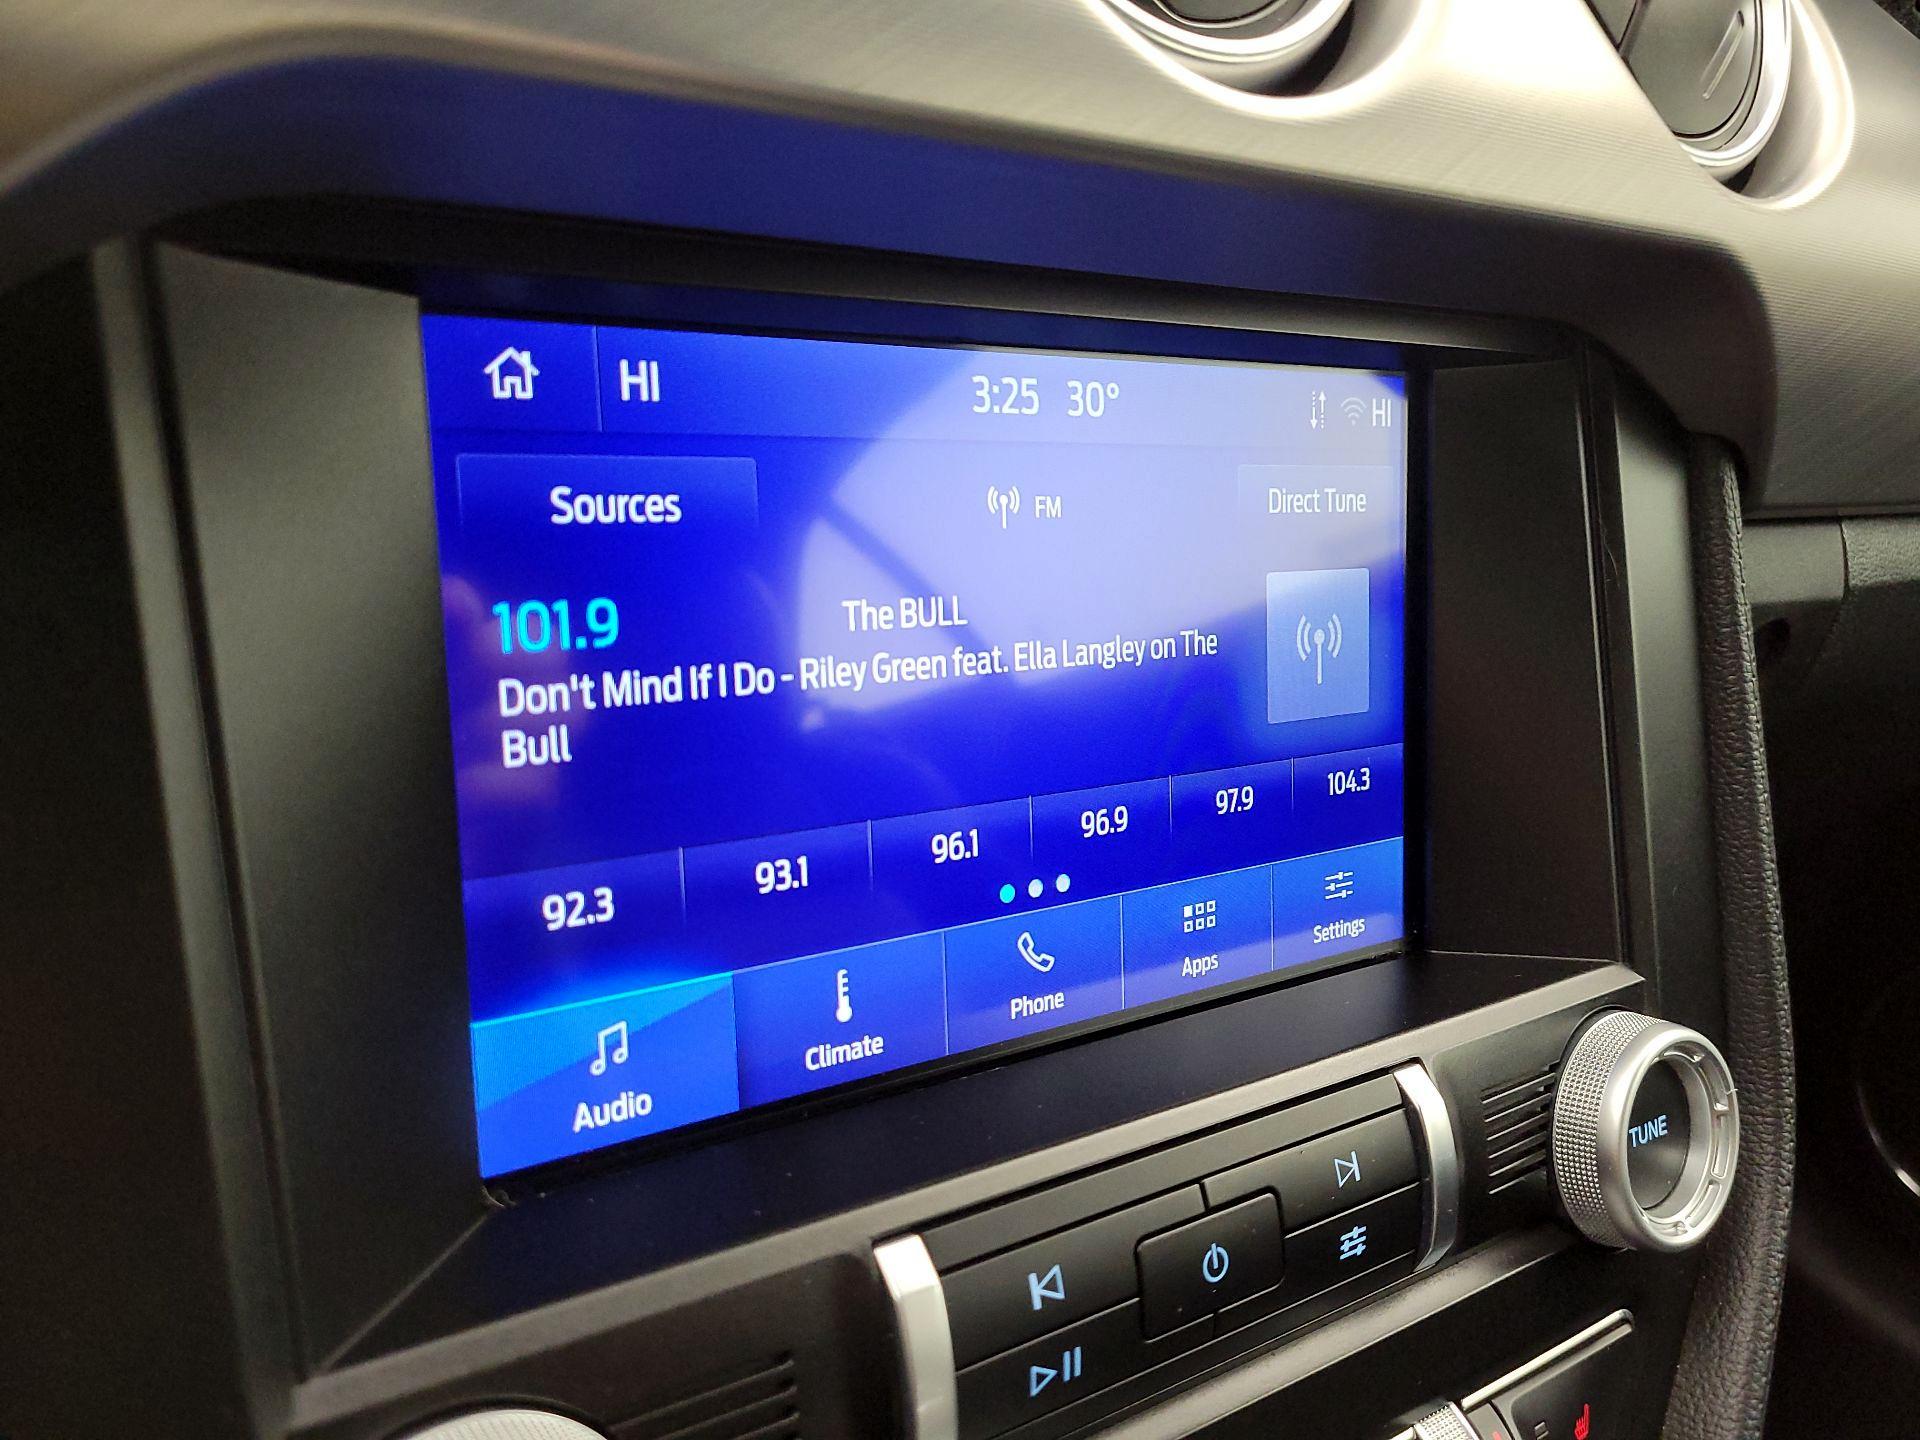 HI 3:25 30° HI
Sources FM Direct Tune
101.9 The BULL
Don't Mind If I Do - Riley Green feat. Ella Langley on The
Bull
92.3 93.1 96.1 96.9 97.9 104.3
Audio Climate Phone Apps Settings
TUNE